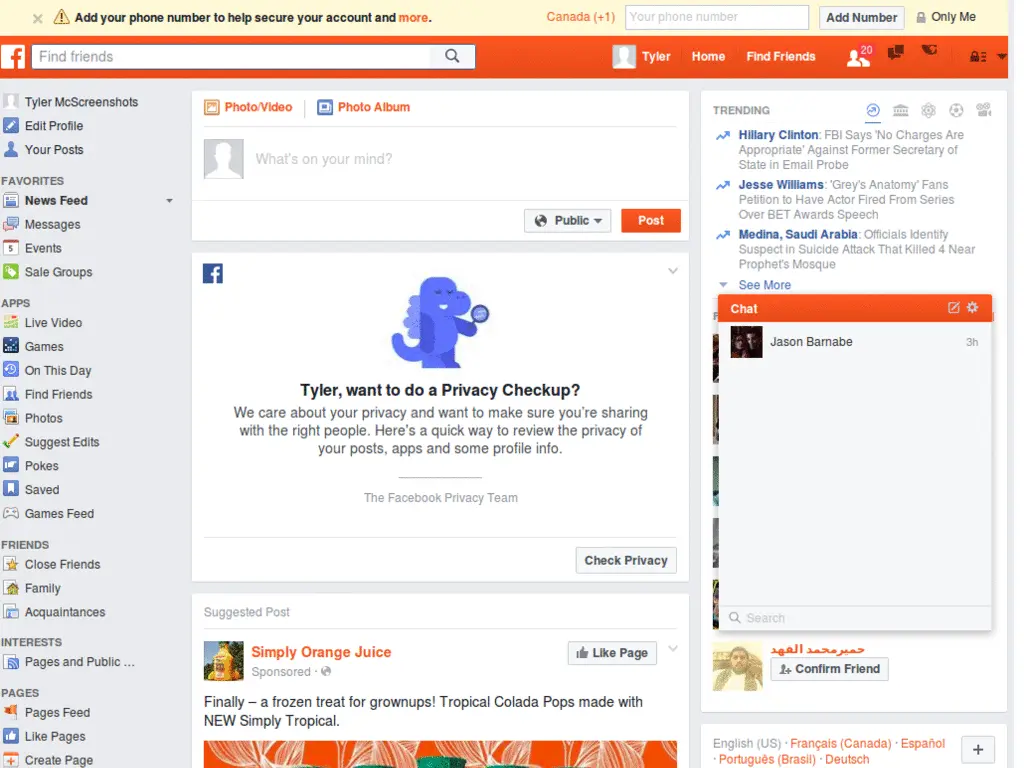 Add your phone number to help secure your account and more.
Canada (+1)
Your phone number
Add Number
Only Me
Find friends
Tyler
Home
Find Friends
20
Tyler McScreenshots
Edit Profile
Your Posts
FAVORITES
News Feed
Messages
5
Events
Sale Groups
APPS
Live Video
Games
On This Day
Find Friends
Photos
Suggest Edits
Pokes
Saved
Games Feed
FRIENDS
Close Friends
Family
Acquaintances
INTERESTS
Pages and Public ...
PAGES
Pages Feed
Like Pages
Create Page
Photo/Video
Photo Album
What's on your mind?
Public
Post
Tyler, want to do a Privacy Checkup?
We care about your privacy and want to make sure you're sharing
with the right people. Here's a quick way to review the privacy of
your posts, apps and some profile info.
The Facebook Privacy Team
Check Privacy
Suggested Post
Simply Orange Juice
Sponsored ·
Like Page
Finally – a frozen treat for grownups! Tropical Colada Pops made with
NEW Simply Tropical.
TRENDING
Hillary Clinton: FBI Says 'No Charges Are
Appropriate' Against Former Secretary of
State in Email Probe
Jesse Williams: 'Grey's Anatomy' Fans
Petition to Have Actor Fired From Series
Over BET Awards Speech
Medina, Saudi Arabia: Officials Identify
Suspect in Suicide Attack That Killed 4 Near
Prophet's Mosque
See More
Chat
Jason Barnabe
3h
Search
حميرمحمد الفهد
Confirm Friend
English (US) · Français (Canada) · Español
· Português (Brasil) · Deutsch